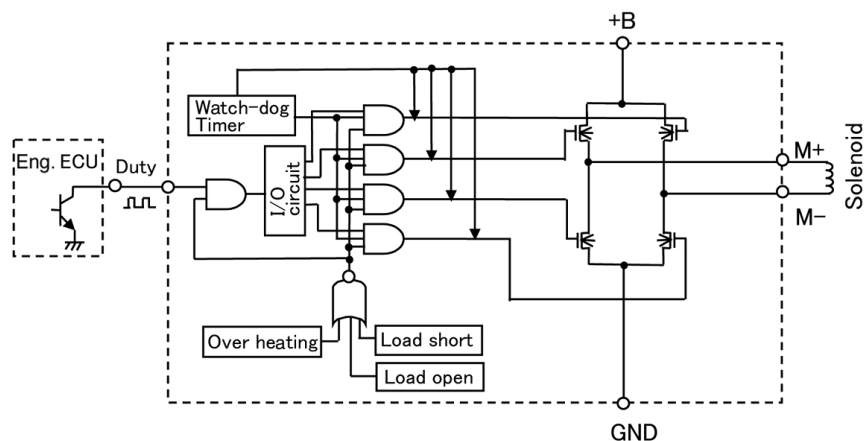 +B
Watch-dog
Timer
Eng. ECU
Duty
I/O
circuit
M+
M-
Solenoid
Over heating
Load short
Load open
GND